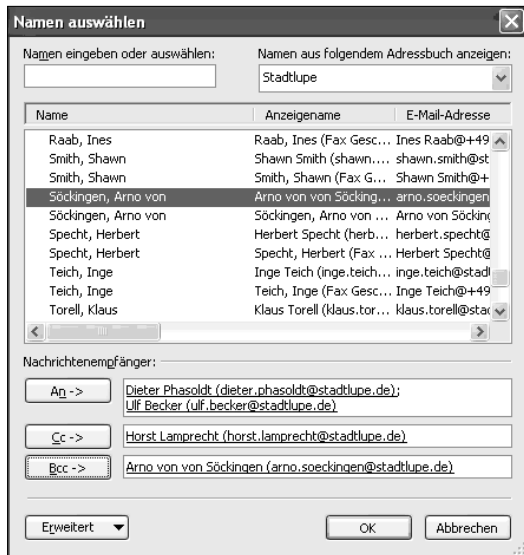 Namen auswählen
Namen eingeben oder auswählen: Namen aus folgendem Adressbuch anzeigen:
Stadtlupe
Name Anzeigename E-Mail-Adresse
Raab, Ines Raab, Ines (Fax Gesc... Ines Raab@+49
Smith, Shawn Shawn Smith (shawn.... shawn.smith@st
Smith, Shawn Smith, Shawn (Fax G... Shawn Smith@+
Söckingen, Arno von Arno von von Söcking... arno.soeckingen
Söckingen, Arno von Söckingen, Arno von ... Arno von Söcking
Specht, Herbert Herbert Specht (herb... herbert.specht@
Specht, Herbert Specht, Herbert (Fax ... Herbert Specht@
Teich, Inge Inge Teich (inge.teich... inge.teich@stadt
Teich, Inge Teich, Inge (Fax Gesc... Inge Teich@+49
Torell, Klaus Klaus Torell (klaus.tor... klaus.torell@stad
Nachrichtenempfänger:
An -> Dieter Phasoldt (dieter.phasoldt@stadtlupe.de);
Ulf Becker (ulf.becker@stadtlupe.de)
Cc -> Horst Lamprecht (horst.lamprecht@stadtlupe.de)
Bcc -> Arno von von Söckingen (arno.soeckingen@stadtlupe.de)
Erweitert OK Abbrechen